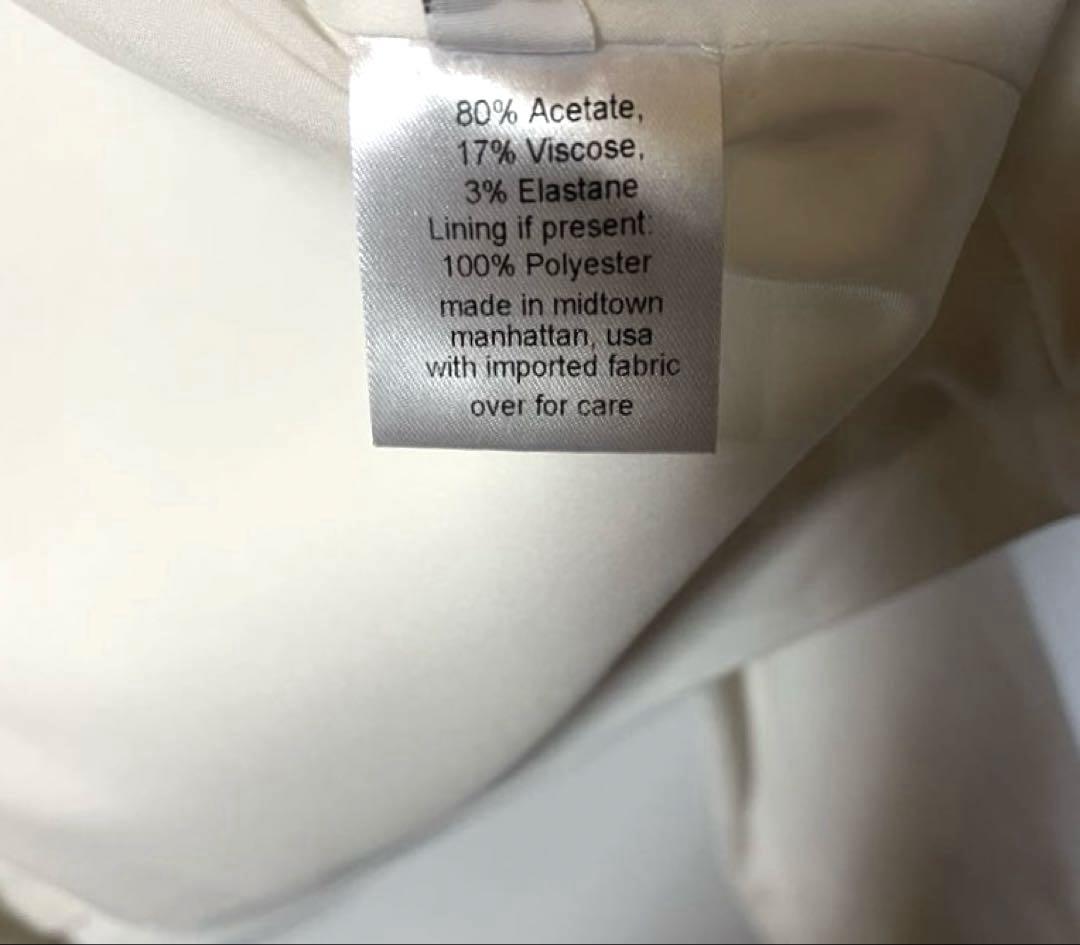 80% Acetate,
17% Viscose,
3% Elastane
Lining if present:
100% Polyester
made in midtown
manhattan, usa
with imported fabric
over for care